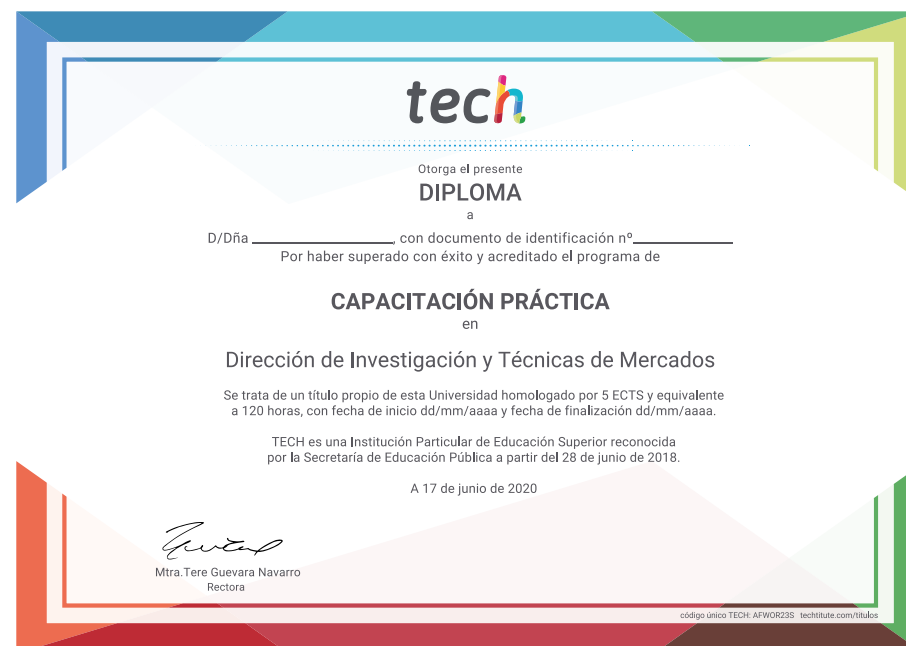 tech
Otorga el presente
DIPLOMA
a
D/Dña ____________________, con documento de identificación nº______________
Por haber superado con éxito y acreditado el programa de
CAPACITACIÓN PRÁCTICA
en
Dirección de Investigación y Técnicas de Mercados
Se trata de un título propio de esta Universidad homologado por 5 ECTS y equivalente
a 120 horas, con fecha de inicio dd/mm/aaaa y fecha de finalización dd/mm/aaaa.
TECH es una Institución Particular de Educación Superior reconocida
por la Secretaría de Educación Pública a partir del 28 de junio de 2018.
A 17 de junio de 2020
Mtra.Tere Guevara Navarro
Rectora
código único TECH: AFWOR23S techtitute.com/titulos